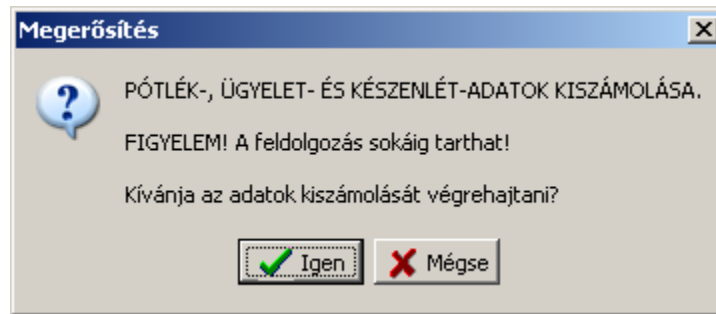 Megerősítés
PÓTLÉK-, ÜGYELET- ÉS KÉSZENLÉT-ADATOK KISZÁMOLÁSA.
FIGYELEM! A feldolgozás sokáig tarthat!
Kívánja az adatok kiszámolását végrehajtani?
Igen
Mégse